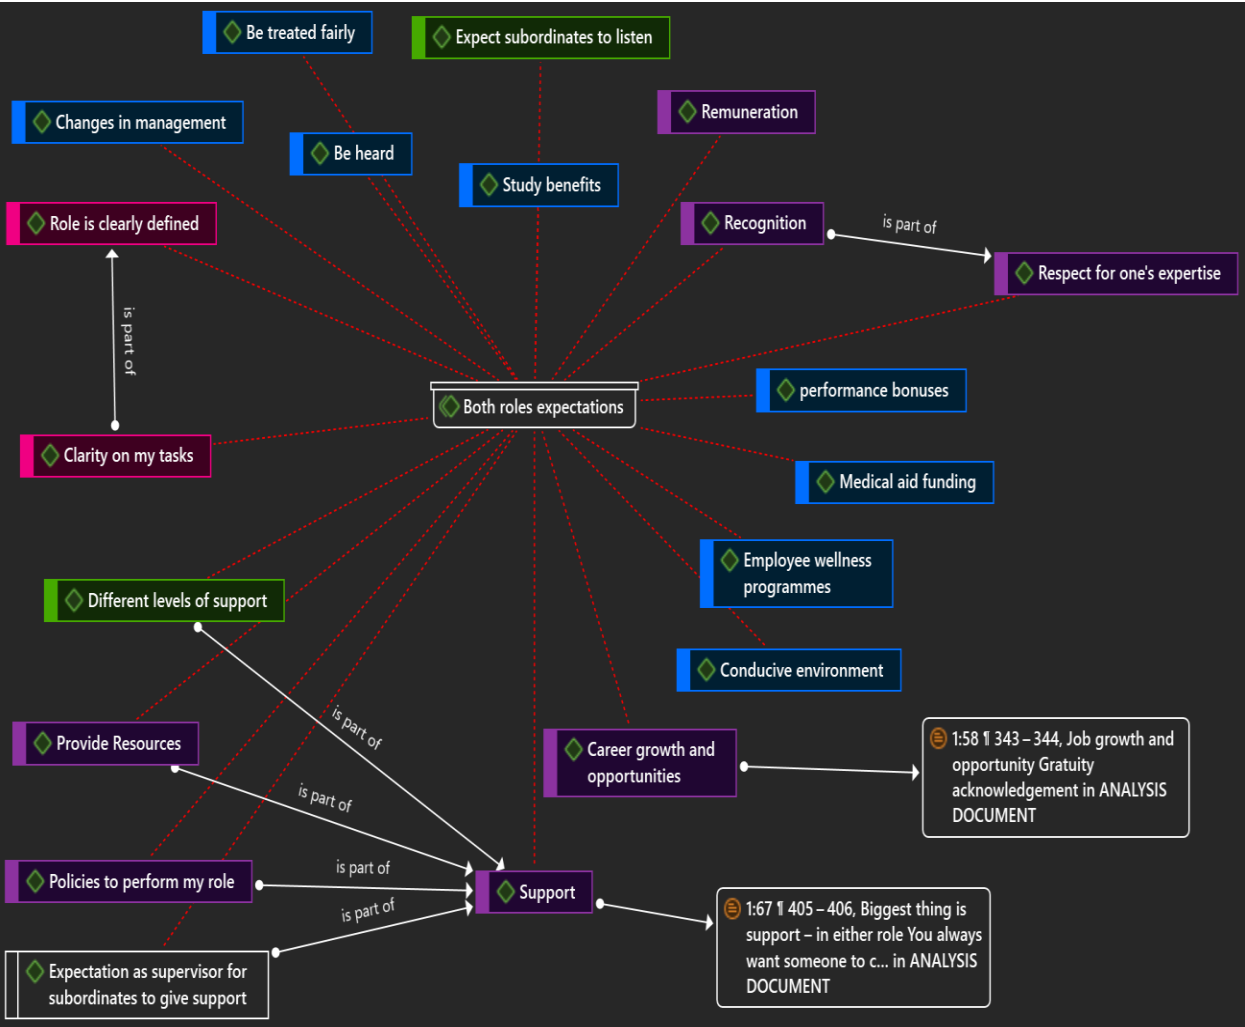 Be treated fairly
Expect subordinates to listen
Remuneration
Changes in management
Be heard
Study benefits
Role is clearly defined
Recognition
is part of
Respect for one's expertise
is part of
Both roles expectations
performance bonuses
Clarity on my tasks
Medical aid funding
Employee wellness
programmes
Different levels of support
Conducive environment
is part of
Provide Resources
Career growth and
opportunities
1:58 ¶ 343 – 344, Job growth and
opportunity Gratuity
acknowledgement in ANALYSIS
DOCUMENT
is part of
Policies to perform my role
is part of
Support
is part of
1:67 ¶ 405 – 406, Biggest thing is
support – in either role You always
want someone to c... in ANALYSIS
DOCUMENT
Expectation as supervisor for
subordinates to give support